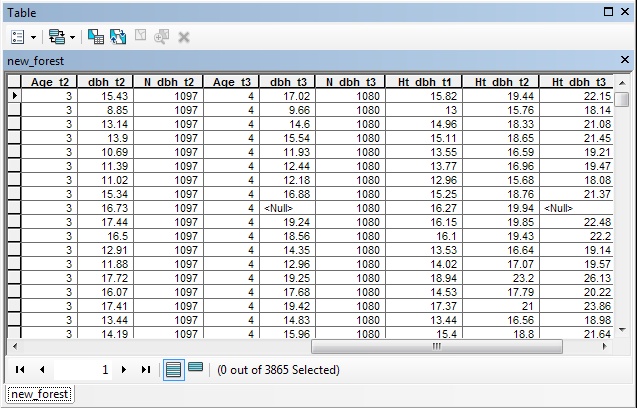 Table
new_forest
Age_t2 dbh_t2 N_dbh_t2 Age_t3 dbh_t3 N_dbh_t3 Ht_dbh_t1 Ht_dbh_t2 Ht_dbh_t3
3 15.43 1097 4 17.02 1080 15.82 19.44 22.15
3 8.85 1097 4 9.66 1080 13 15.76 18.14
3 13.14 1097 4 14.6 1080 14.96 18.33 21.08
3 13.9 1097 4 15.54 1080 15.11 18.65 21.45
3 10.69 1097 4 11.93 1080 13.55 16.59 19.21
3 11.39 1097 4 12.44 1080 13.77 16.96 19.47
3 11.02 1097 4 12.18 1080 12.96 15.68 18.08
3 15.34 1097 4 16.88 1080 15.25 18.76 21.37
3 16.73 1097 4 <Null> 1080 16.27 19.94 <Null>
3 17.44 1097 4 19.24 1080 16.15 19.85 22.48
3 16.5 1097 4 18.56 1080 16.1 19.43 22.2
3 12.91 1097 4 14.35 1080 13.53 16.64 19.14
3 11.88 1097 4 12.96 1080 14.02 17.07 19.57
3 17.72 1097 4 19.25 1080 18.94 23.2 26.13
3 16.07 1097 4 17.68 1080 14.53 17.79 20.22
3 17.41 1097 4 19.42 1080 17.37 21 23.86
3 13.44 1097 4 14.83 1080 13.44 16.56 18.98
3 14.19 1097 4 15.96 1080 15.4 18.8 21.64
1 (0 out of 3865 Selected)
new_forest